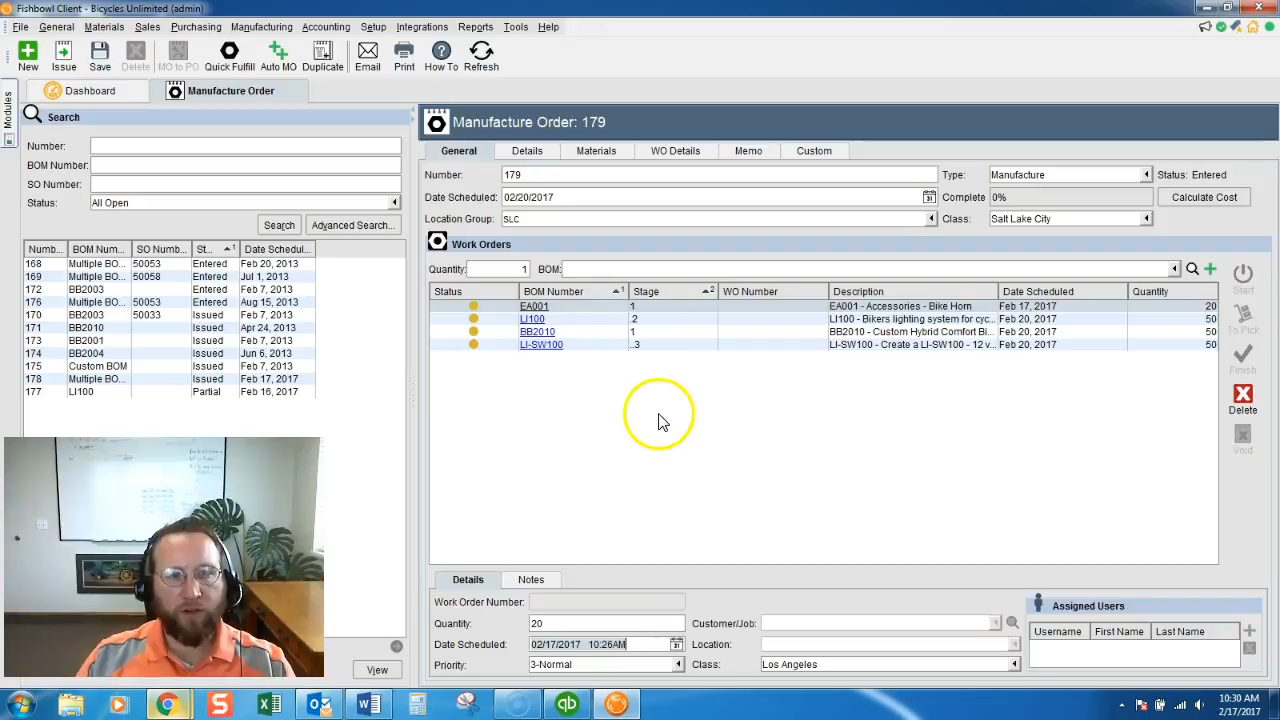 Fishbowl Client - Bicycles Unlimited (admin)
File General Materials Sales Purchasing Manufacturing Accounting Setup Integrations Reports Tools Help
New Issue Save Delete MO to PO Quick Fulfill Auto MO Duplicate Email Print How To Refresh
Modules
Dashboard Manufacture Order
Search
Number:
BOM Number:
SO Number:
Status: All Open
Search Advanced Search...
Numb... BOM Num... SO Numb... St... 1 Date Schedul...
168 Multiple BO... 50053 Entered Feb 20, 2013
169 Multiple BO... 50058 Entered Jul 1, 2013
172 BB2003 Entered Feb 7, 2013
176 Multiple BO... 50053 Entered Aug 15, 2013
170 BB2003 50033 Issued Feb 7, 2013
171 BB2010 Issued Apr 24, 2013
173 BB2001 Issued Feb 7, 2013
174 BB2004 Issued Jun 6, 2013
175 Custom BOM Issued Feb 7, 2013
178 Multiple BO... Issued Feb 17, 2017
177 LI100 Partial Feb 16, 2017
View
Manufacture Order: 179
General Details Materials WO Details Memo Custom
Number: 179 Type: Manufacture Status: Entered
Date Scheduled: 02/20/2017 Complete 0% Calculate Cost
Location Group: SLC Class: Salt Lake City
Work Orders
Quantity: 1 BOM:
Status BOM Number 1 Stage 2 WO Number Description Date Scheduled Quantity
EA001 1 EA001 - Accessories - Bike Horn Feb 17, 2017 20
LI100 .2 LI100 - Bikers lighting system for cyc... Feb 20, 2017 50
BB2010 1 BB2010 - Custom Hybrid Comfort Bi... Feb 20, 2017 50
LI-SW100 ..3 LI-SW100 - Create a LI-SW100 - 12 v... Feb 20, 2017 50
Start
To Pick
Finish
Delete
Void
Details Notes
Work Order Number:
Quantity: 20 Customer/Job:
Date Scheduled: 02/17/2017 10:26AM Location:
Priority: 3-Normal Class: Los Angeles
Assigned Users
Username First Name Last Name
10:30 AM
2/17/2017